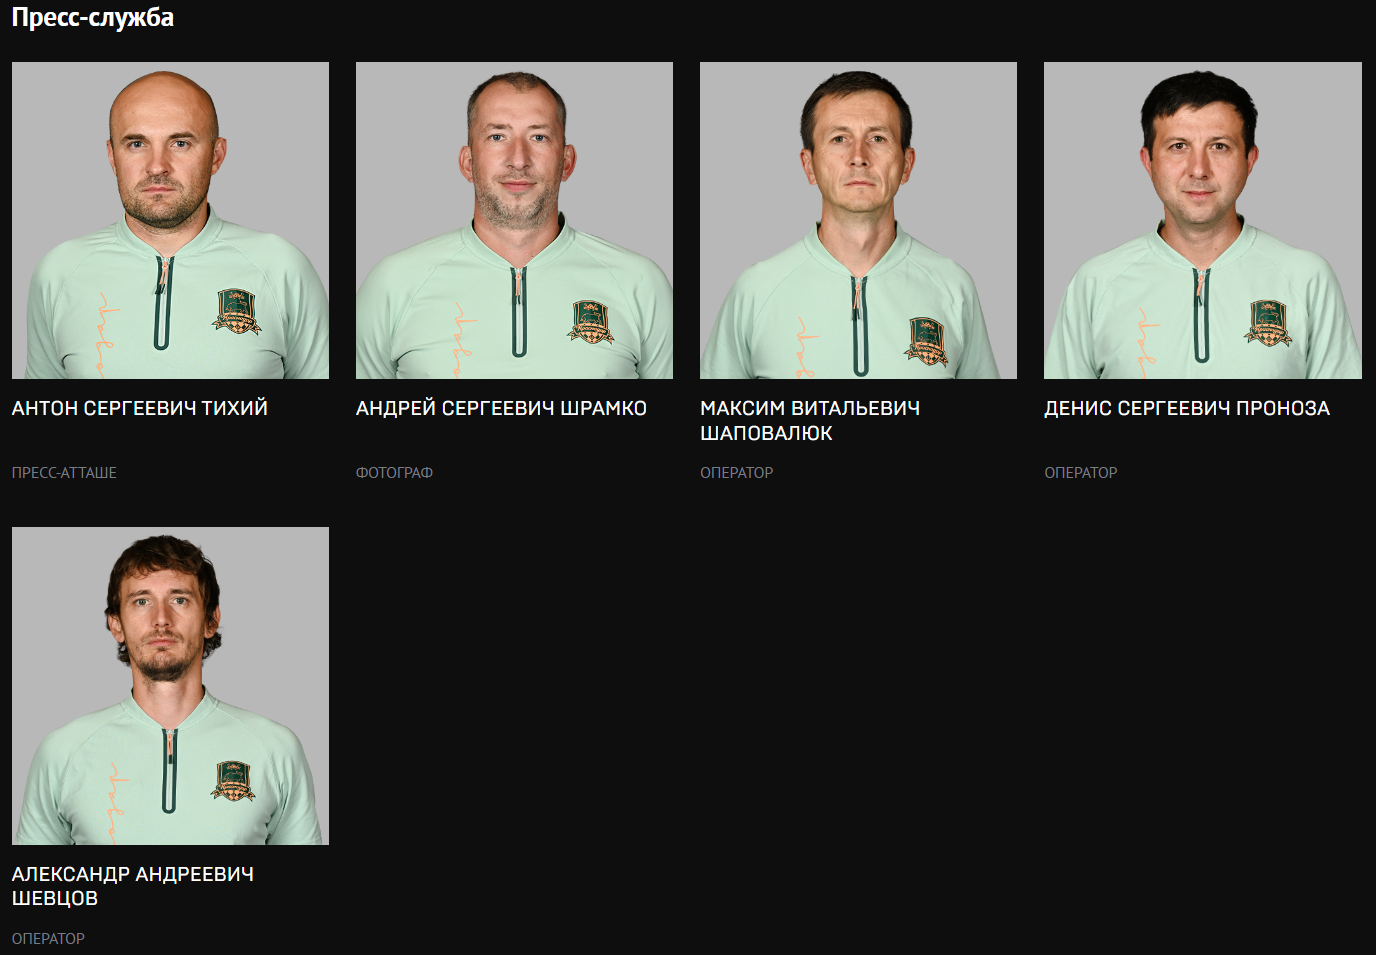 Пресс-служба
АНТОН СЕРГЕЕВИЧ ТИХИЙ
АНДРЕЙ СЕРГЕЕВИЧ ШРАМКО
МАКСИМ ВИТАЛЬЕВИЧ
ШАПОВАЛЮК
ДЕНИС СЕРГЕЕВИЧ ПРОНОЗА
ПРЕСС-АТТАШЕ
ФОТОГРАФ
ОПЕРАТОР
ОПЕРАТОР
АЛЕКСАНДР АНДРЕЕВИЧ
ШЕВЦОВ
ОПЕРАТОР